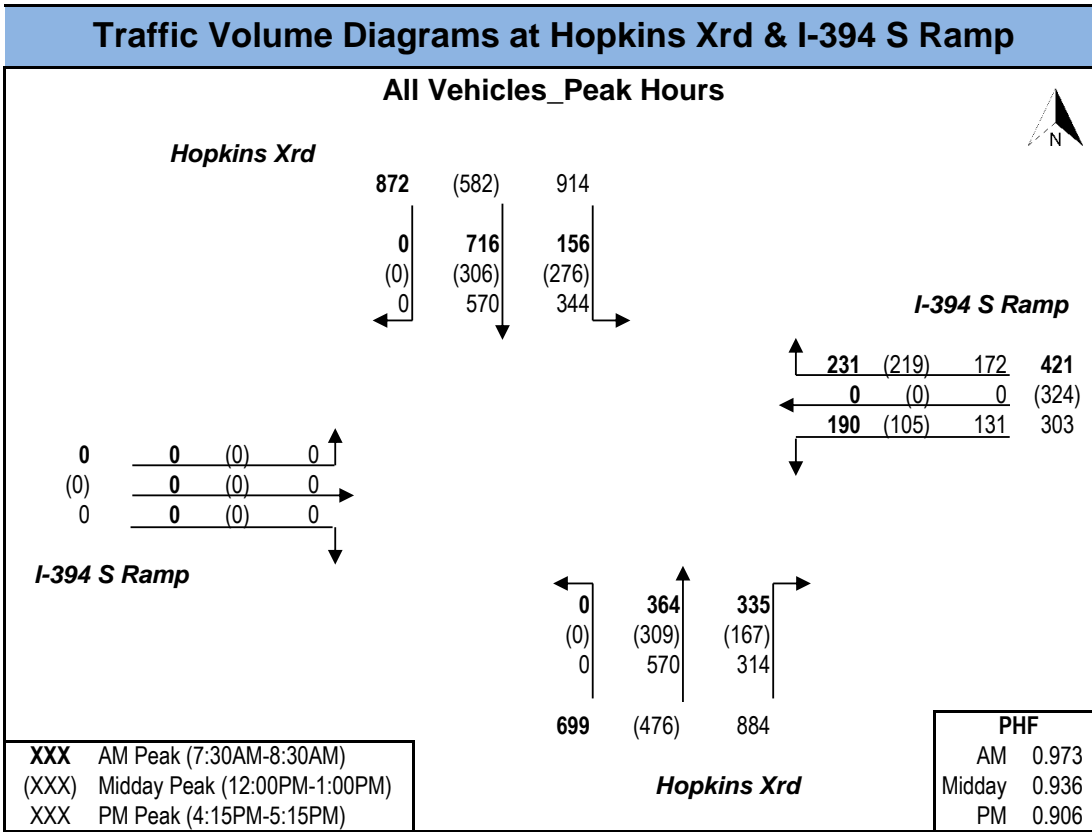 Traffic Volume Diagrams at Hopkins Xrd & I-394 S Ramp
All Vehicles_Peak Hours
N
Hopkins Xrd
872 (582) 914
0 716 156
(0) (306) (276)
0 570 344
I-394 S Ramp
231 (219) 172 421
0 (0) 0 (324)
190 (105) 131 303
0 0 (0) 0
(0) 0 (0) 0
0 0 (0) 0
I-394 S Ramp
0 364 335
(0) (309) (167)
0 570 314
699 (476) 884
Hopkins Xrd
XXX AM Peak (7:30AM-8:30AM)
(XXX) Midday Peak (12:00PM-1:00PM)
XXX PM Peak (4:15PM-5:15PM)
PHF
AM 0.973
Midday 0.936
PM 0.906